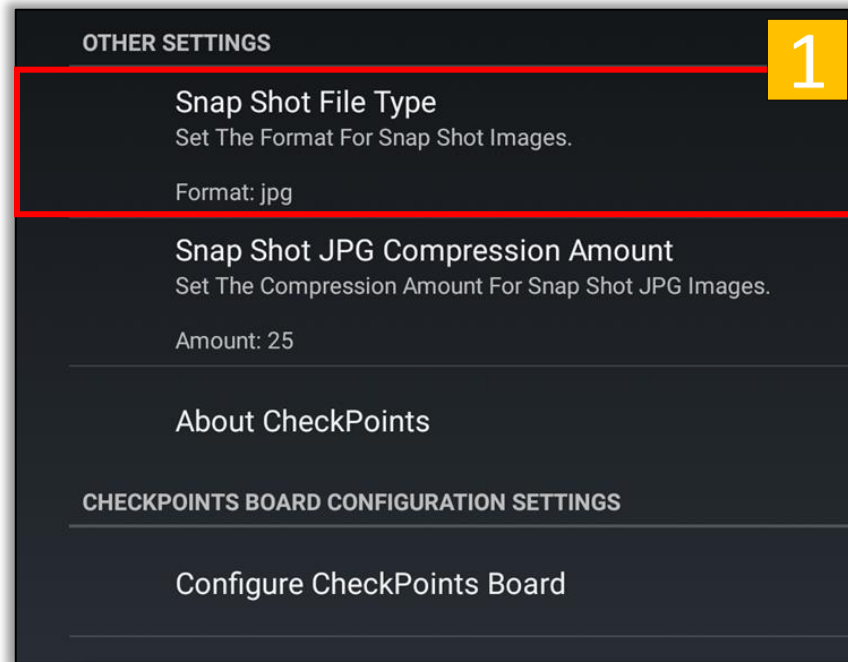 OTHER SETTINGS
1
Snap Shot File Type
Set The Format For Snap Shot Images.
Format: jpg
Snap Shot JPG Compression Amount
Set The Compression Amount For Snap Shot JPG Images.
Amount: 25
About CheckPoints
CHECKPOINTS BOARD CONFIGURATION SETTINGS
Configure CheckPoints Board